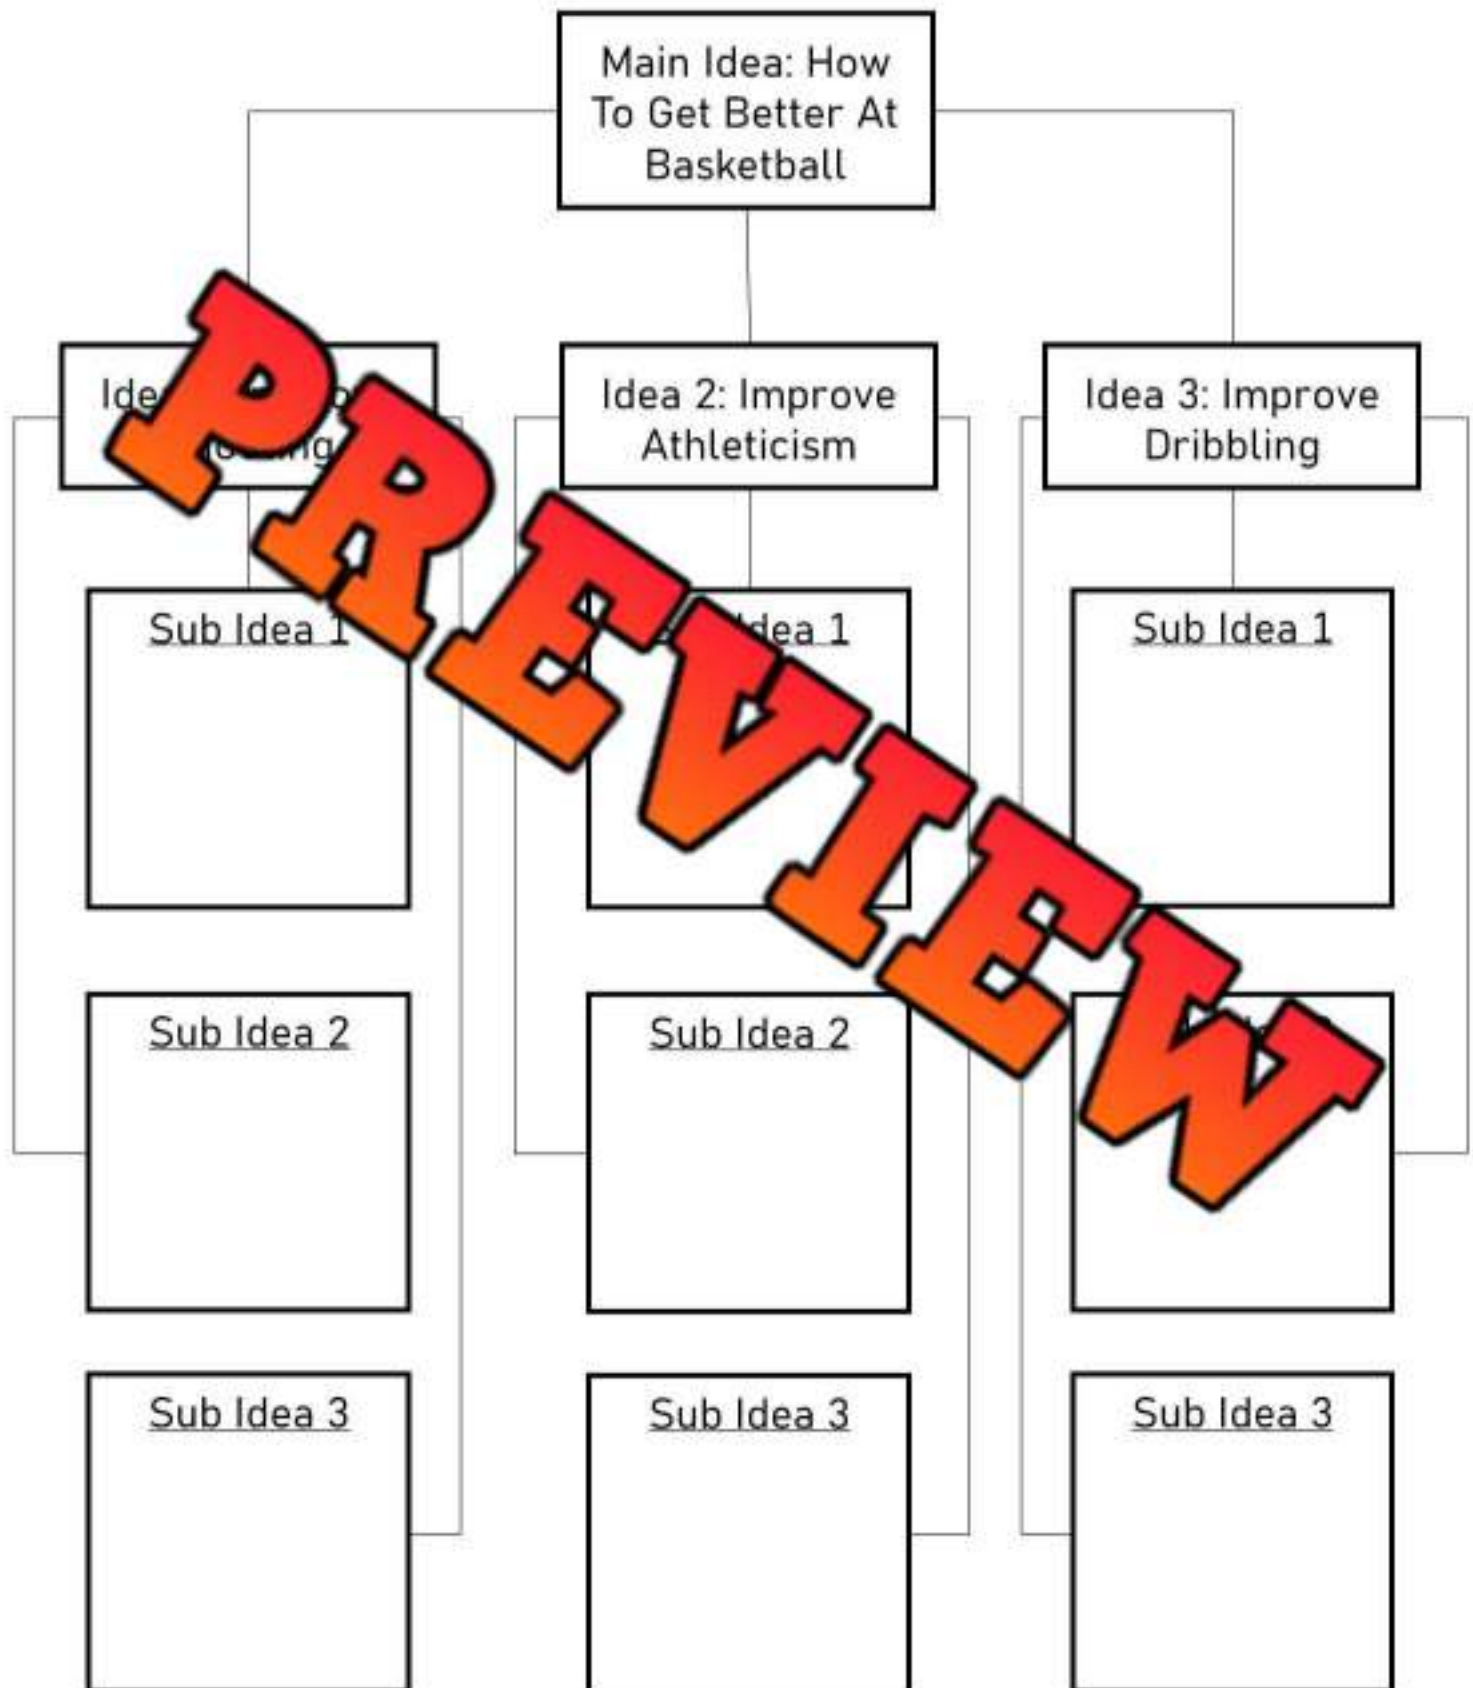 Main Idea: How
To Get Better At
Basketball
Idea 2: Improve
Athleticism
Idea 3: Improve
Dribbling
PREVIEW
Sub Idea 1
Idea 1
Sub Idea 1
Sub Idea 2
Sub Idea 2
Sub Idea 3
Sub Idea 3
Sub Idea 3